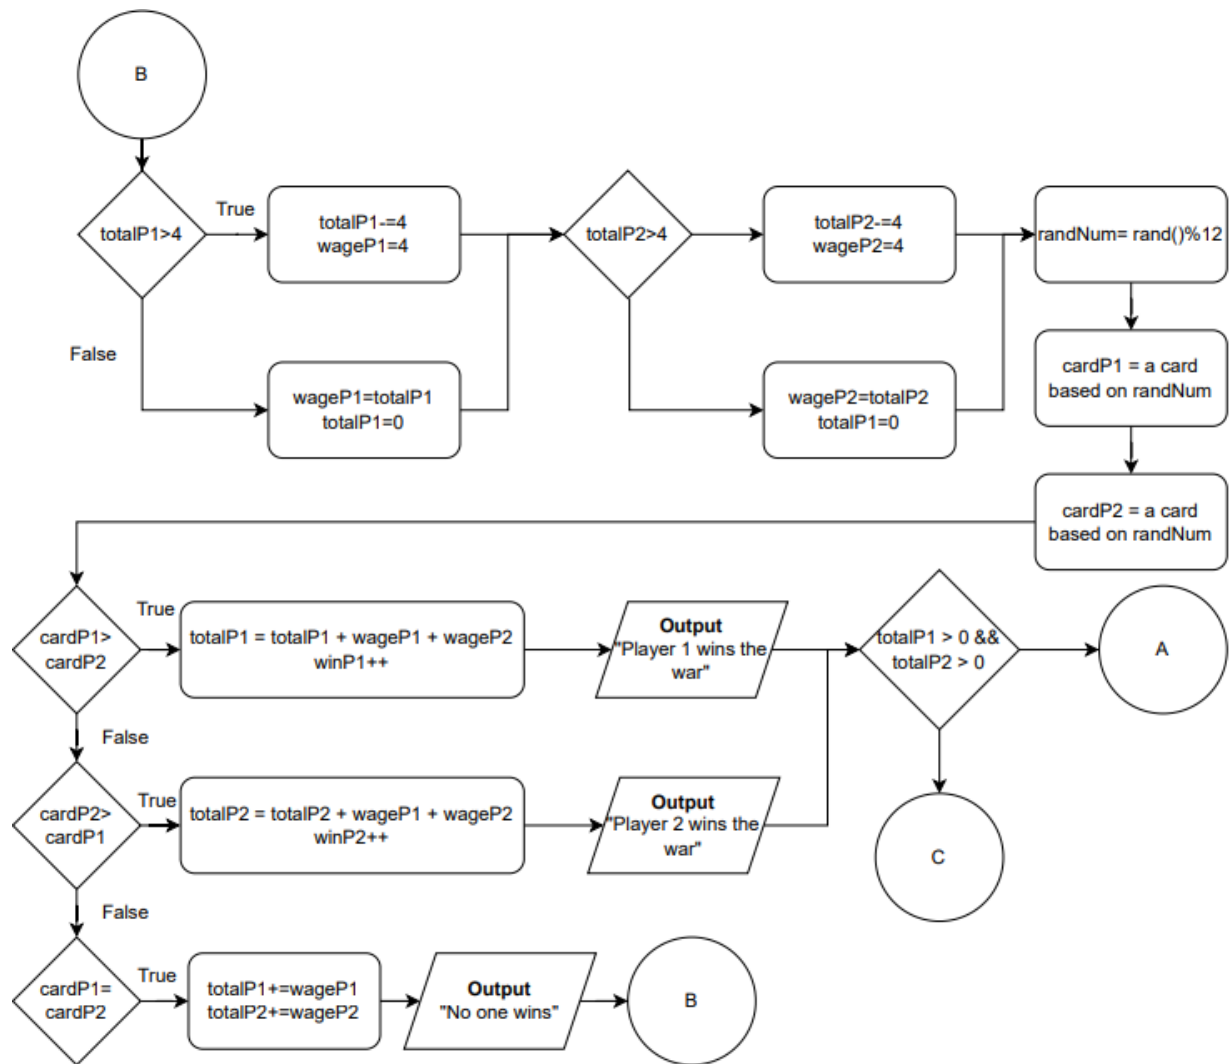 B
totalP1>4
True
totalP1-=4
wageP1=4
totalP2>4
totalP2-=4
wageP2=4
randNum= rand()%12
False
wageP1=totalP1
totalP1=0
wageP2=totalP2
totalP1=0
cardP1 = a card
based on randNum
cardP2 = a card
based on randNum
cardP1>
cardP2
True
totalP1 = totalP1 + wageP1 + wageP2
winP1++
Output
"Player 1 wins the
war"
totalP1 > 0 &&
totalP2 > 0
A
False
cardP2>
cardP1
True
totalP2 = totalP2 + wageP1 + wageP2
winP2++
Output
"Player 2 wins the
war"
C
False
cardP1=
cardP2
True
totalP1+=wageP1
totalP2+=wageP2
Output
"No one wins"
B